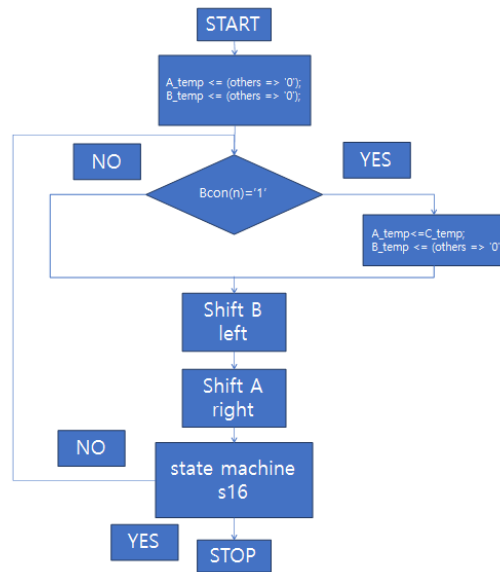 START
A_temp <= (others => '0');
B_temp <= (others => '0');
NO
YES
Bcon(n)='1'
A_temp<=C_temp;
B_temp <= (others => '0'
Shift B
left
Shift A
right
NO
state machine
s16
YES
STOP